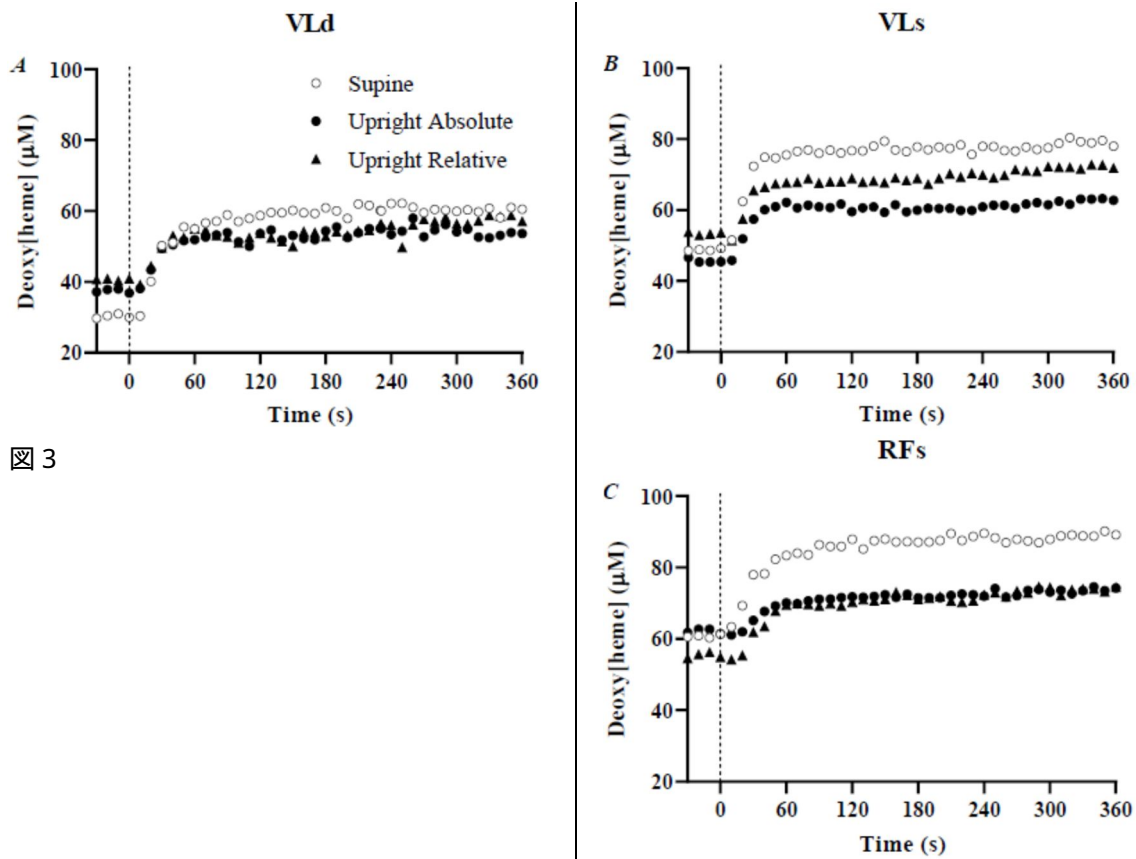 VLd
A
100
80
60
40
20
Deoxy[heme] (μM)
Supine
Upright Absolute
Upright Relative
0 60 120 180 240 300 360
Time (s)
図 3
VLs
B
100
80
60
40
20
Deoxy[heme] (μM)
0 60 120 180 240 300 360
Time (s)
RFs
C
100
80
60
40
20
Deoxy[heme] (μM)
0 60 120 180 240 300 360
Time (s)